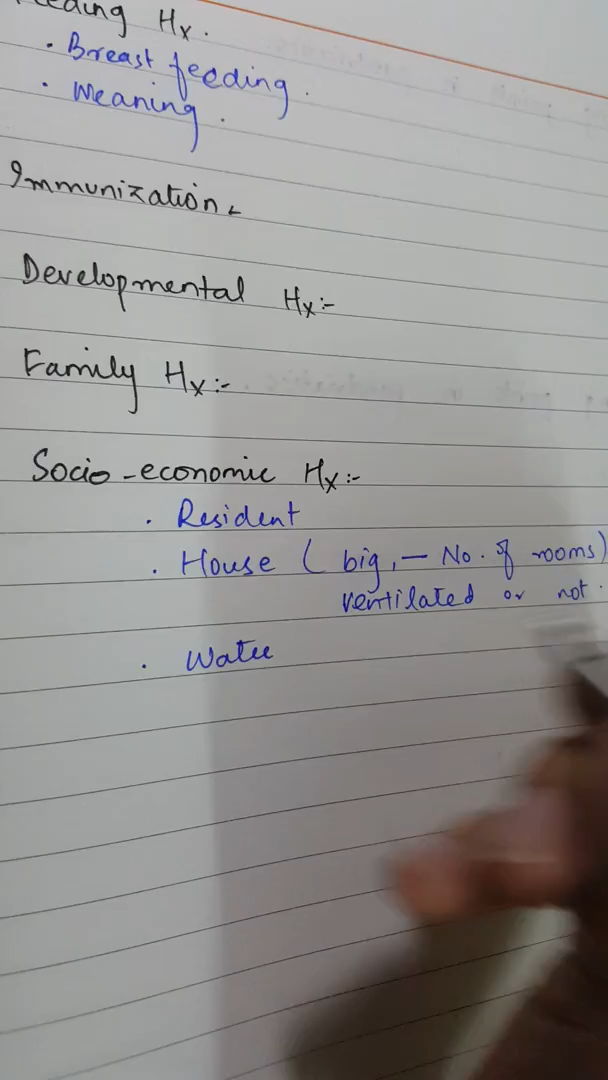 Feeding Hx.
. Breast feeding.
. Weaning.
Immunization.
Developmental Hx:-
Family Hx:-
Socio-economic Hx:-
. Resident
. House ( big, - No. of rooms)
ventilated or not.
. Water